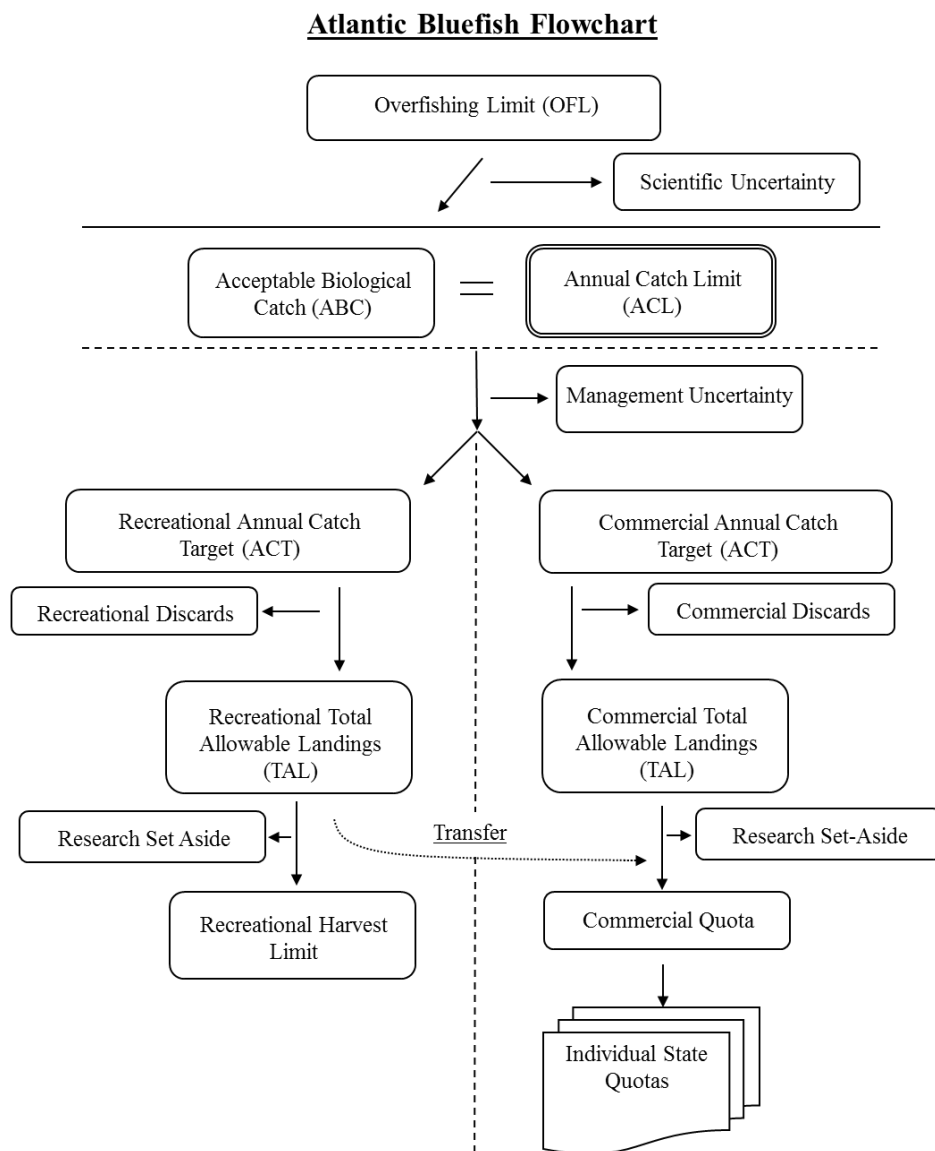 Atlantic Bluefish Flowchart
Overfishing Limit (OFL)
Scientific Uncertainty
Acceptable Biological
Catch (ABC)
=
Annual Catch Limit
(ACL)
Management Uncertainty
Recreational Annual Catch
Target (ACT)
Commercial Annual Catch
Target (ACT)
Recreational Discards
Commercial Discards
Recreational Total
Allowable Landings
(TAL)
Commercial Total
Allowable Landings
(TAL)
Research Set Aside
Transfer
Research Set-Aside
Recreational Harvest
Limit
Commercial Quota
Individual State
Quotas